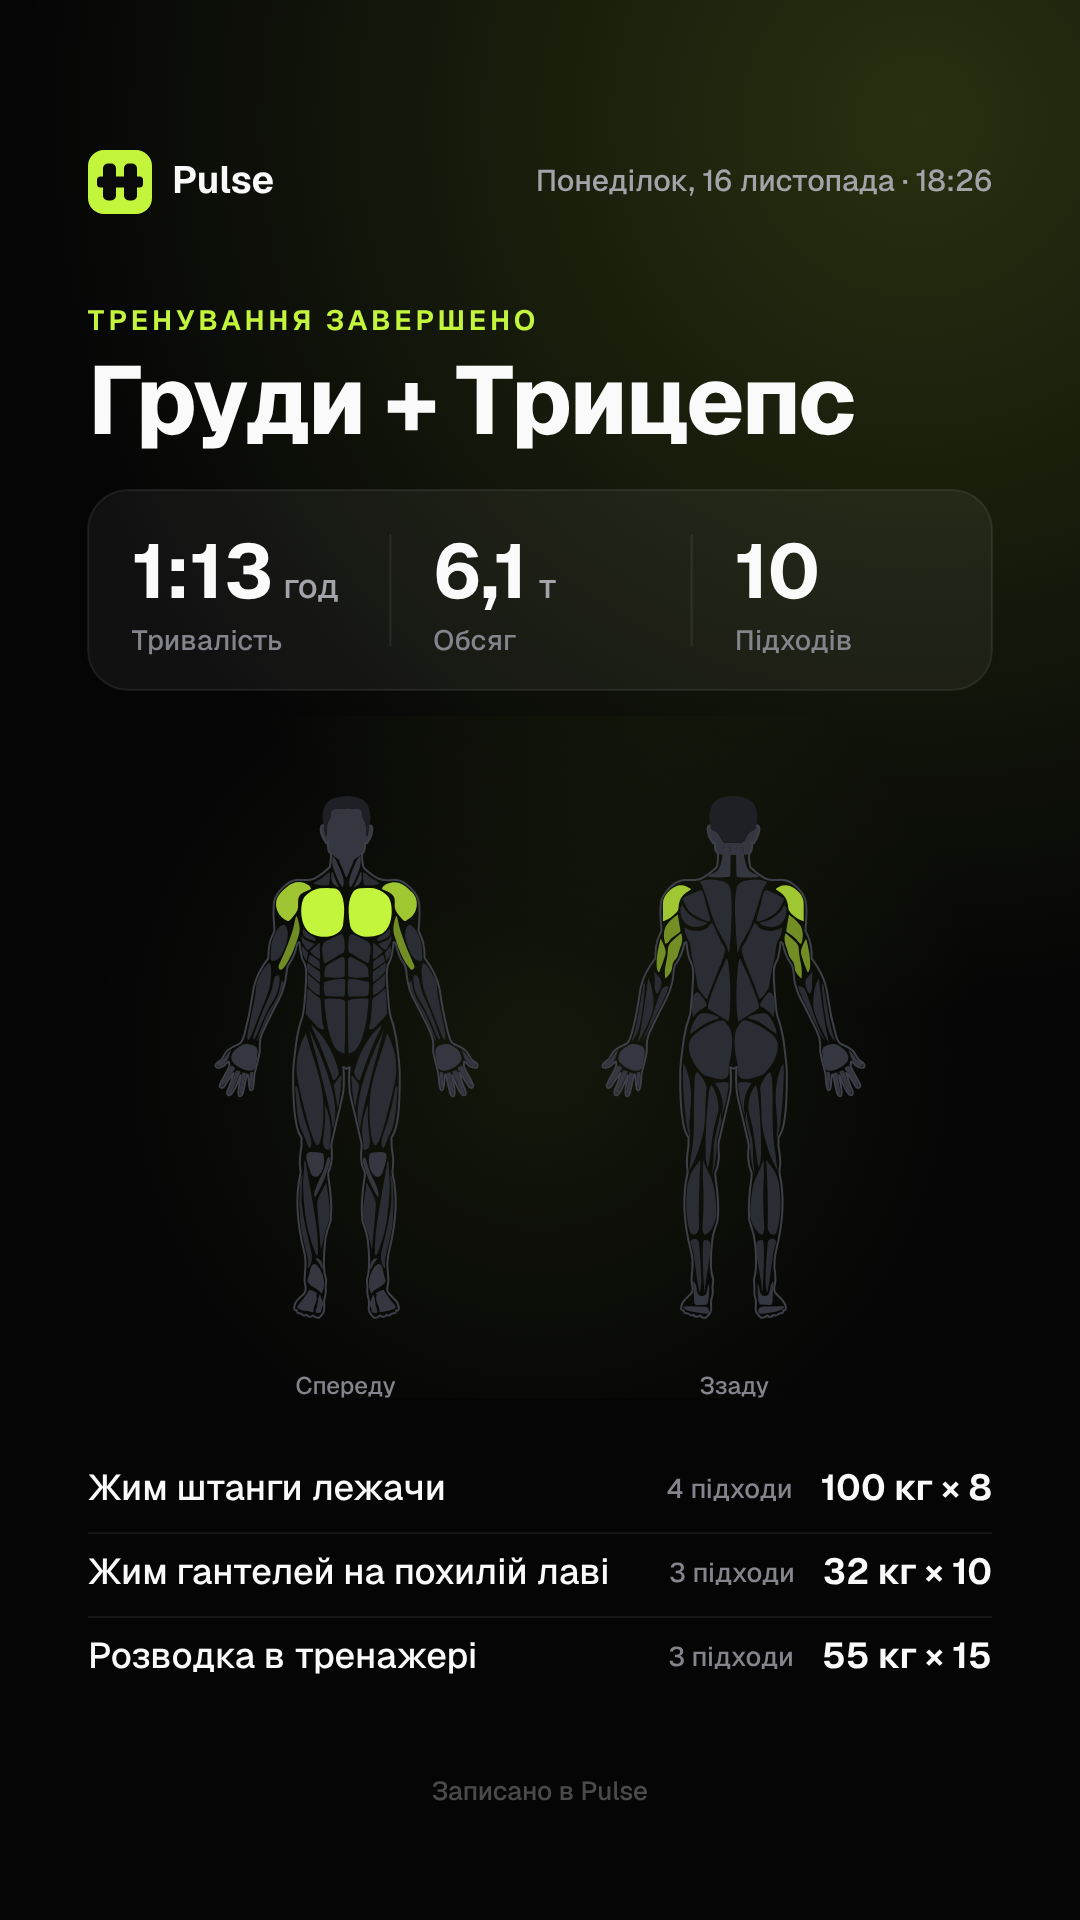 Pulse
Понеділок, 16 листопада · 18:26
ТРЕНУВАННЯ ЗАВЕРШЕНО
Груди + Трицепс
1:13 год
Тривалість
6,1 т
Обсяг
10
Підходів
Спереду
Ззаду
Жим штанги лежачи 4 підходи 100 кг × 8
Жим гантелей на похилій лаві 3 підходи 32 кг × 10
Розводка в тренажері 3 підходи 55 кг × 15
Записано в Pulse